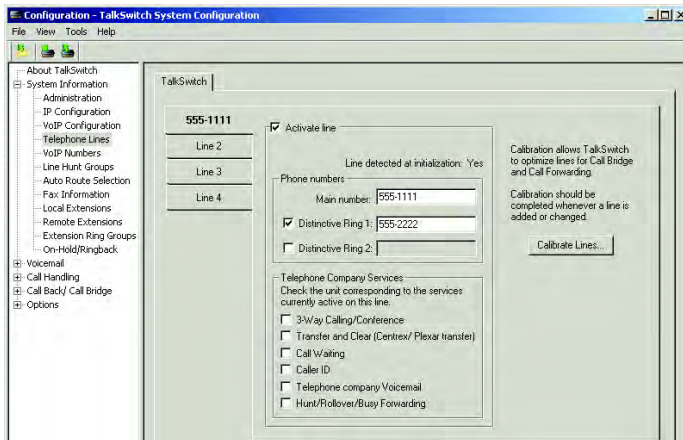 Configuration - TalkSwitch System Configuration
File View Tools Help
About TalkSwitch
System Information
Administration
IP Configuration
VoIP Configuration
Telephone Lines
VoIP Numbers
Line Hunt Groups
Auto Route Selection
Fax Information
Local Extensions
Remote Extensions
Extension Ring Groups
On-Hold/Ringback
Voicemail
Call Handling
Call Back/ Call Bridge
Options
TalkSwitch
555-1111
Line 2
Line 3
Line 4
Activate line
Line detected at initialization: Yes
Phone numbers
Main number: 555-1111
Distinctive Ring 1: 555-2222
Distinctive Ring 2:
Telephone Company Services
Check the unit corresponding to the services
currently active on this line.
3-Way Calling/Conference
Transfer and Clear (Centrex/ Plexar transfer)
Call Waiting
Caller ID
Telephone company Voicemail
Hunt/Rollover/Busy Forwarding
Calibration allows TalkSwitch
to optimize lines for Call Bridge
and Call Forwarding.
Calibration should be
completed whenever a line is
added or changed.
Calibrate Lines...